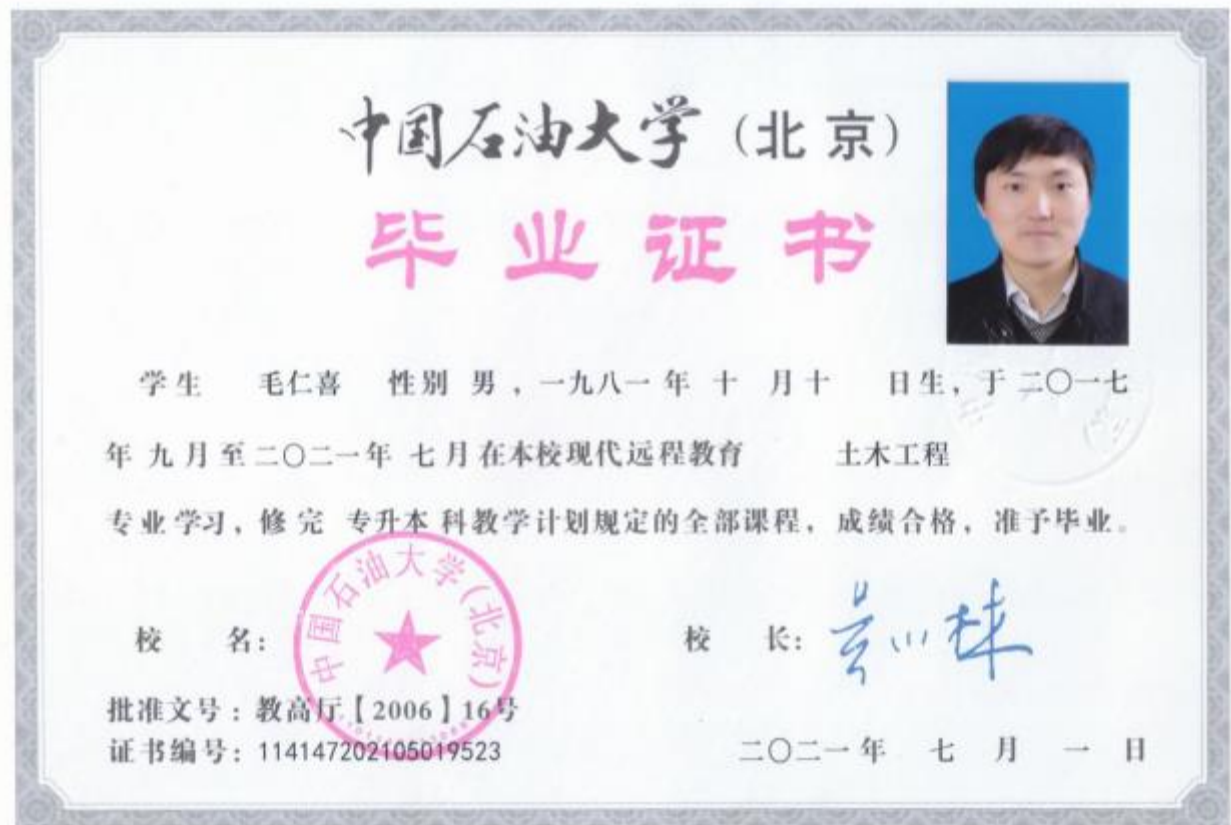 中国石油大学（北京）
毕业证书
学生 毛仁喜 性别 男，一九八一年 十 月十 日生，于二〇一七
年 九 月至二〇二一年 七 月在本校现代远程教育 土木工程
专业学习，修完 专升本 科教学计划规定的全部课程，成绩合格，准予毕业。
中国石油大学(北京)
校 名：
校 长：
批准文号：教高厅【2006】16号
证书编号：114147202105019523
二〇二一年 七 月 一 日